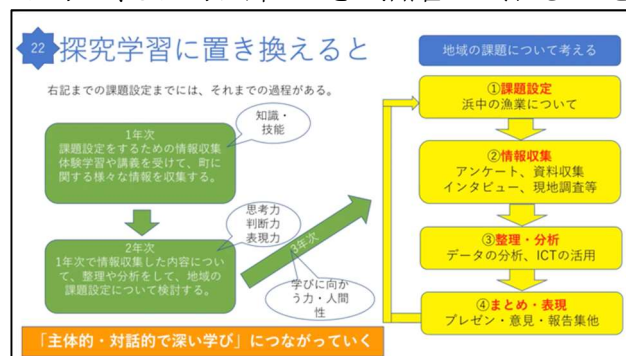 22
探究学習に置き換えると
地域の課題について考える
右記までの課題設定までには、それまでの過程がある。
知識・
技能
1年次
課題設定をするための情報収集
体験学習や講義を受けて、町に
関する様々な情報を収集する。
思考力
判断力
表現力
2年次
1年次で情報収集した内容につい
て、整理や分析をして、地域の
課題設定について検討する。
3年次
学びに向か
う力・人間
性
「主体的・対話的で深い学び」につながっていく
①課題設定
浜中の漁業について
②情報収集
アンケート、資料収集
インタビュー、現地調査等
③整理・分析
データの分析、ICTの活用
④まとめ・表現
プレゼン・意見・報告集他